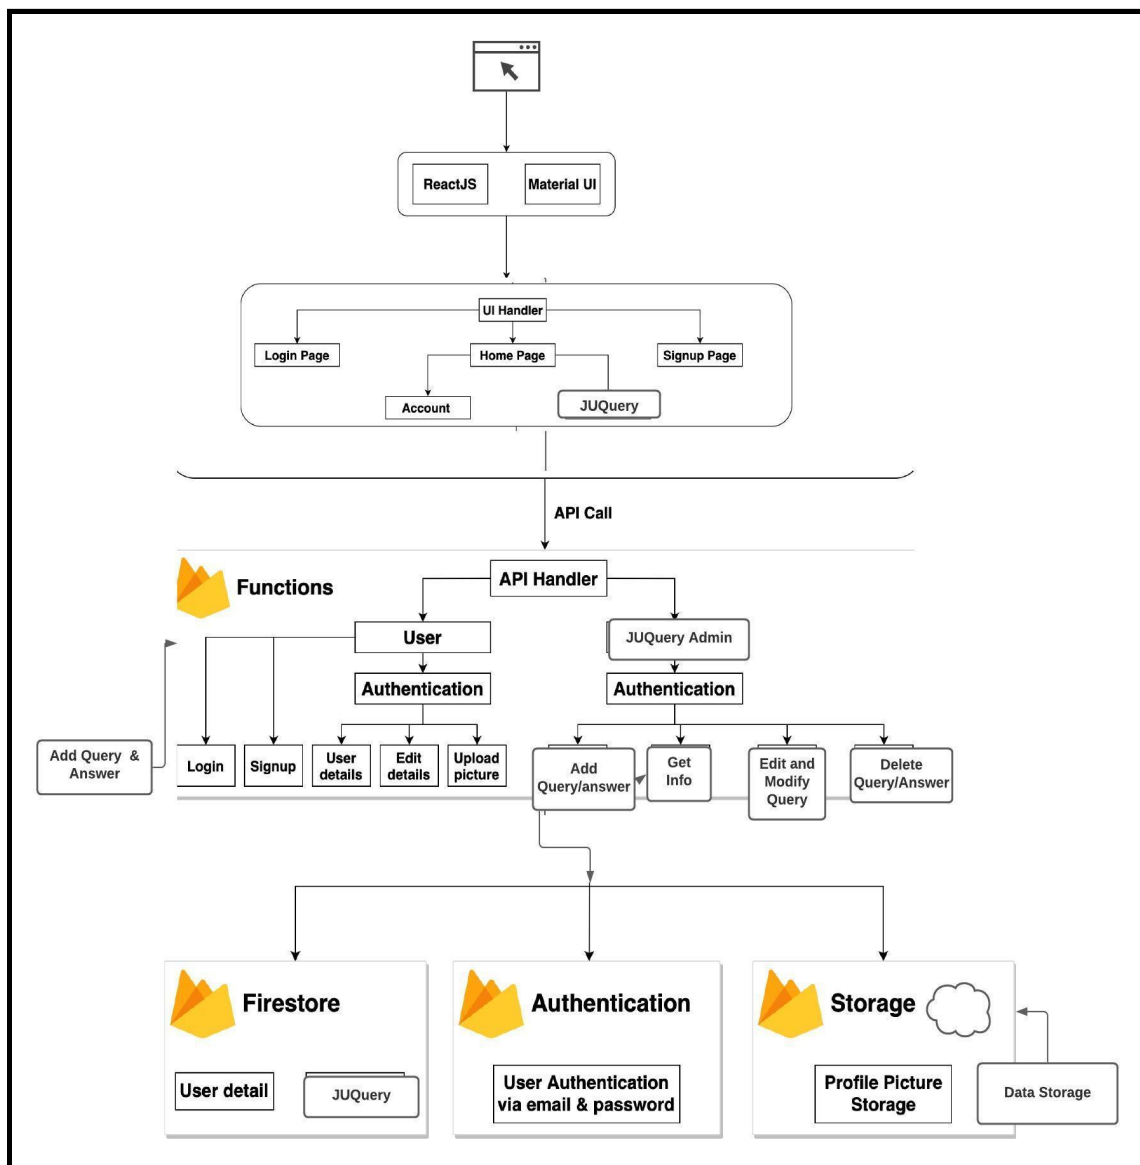 ReactJS
Material UI
UI Handler
Login Page
Home Page
Signup Page
Account
JUQuery
API Call
Functions
API Handler
User
JUQuery Admin
Authentication
Authentication
Add Query &
Answer
Login
Signup
User
details
Edit
details
Upload
picture
Add
Query/answer
Get
Info
Edit and
Modify
Query
Delete
Query/Answer
Firestore
Authentication
Storage
User detail
JUQuery
User Authentication
via email & password
Profile Picture
Storage
Data Storage